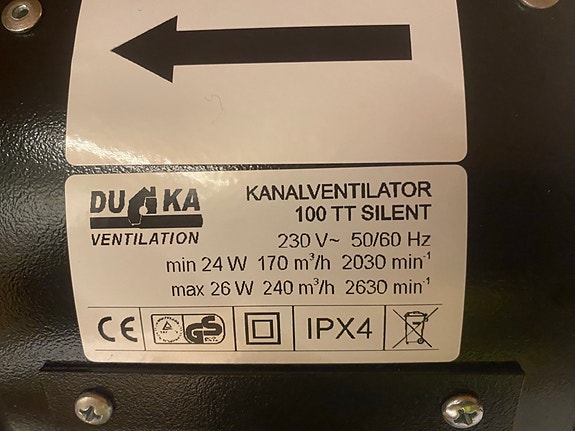 DUKA
VENTILATION
KANALVENTILATOR
100 TT SILENT
230 V~ 50/60 Hz
min 24 W 170 m³/h 2030 min⁻¹
max 26 W 240 m³/h 2630 min⁻¹
CE GS IPX4